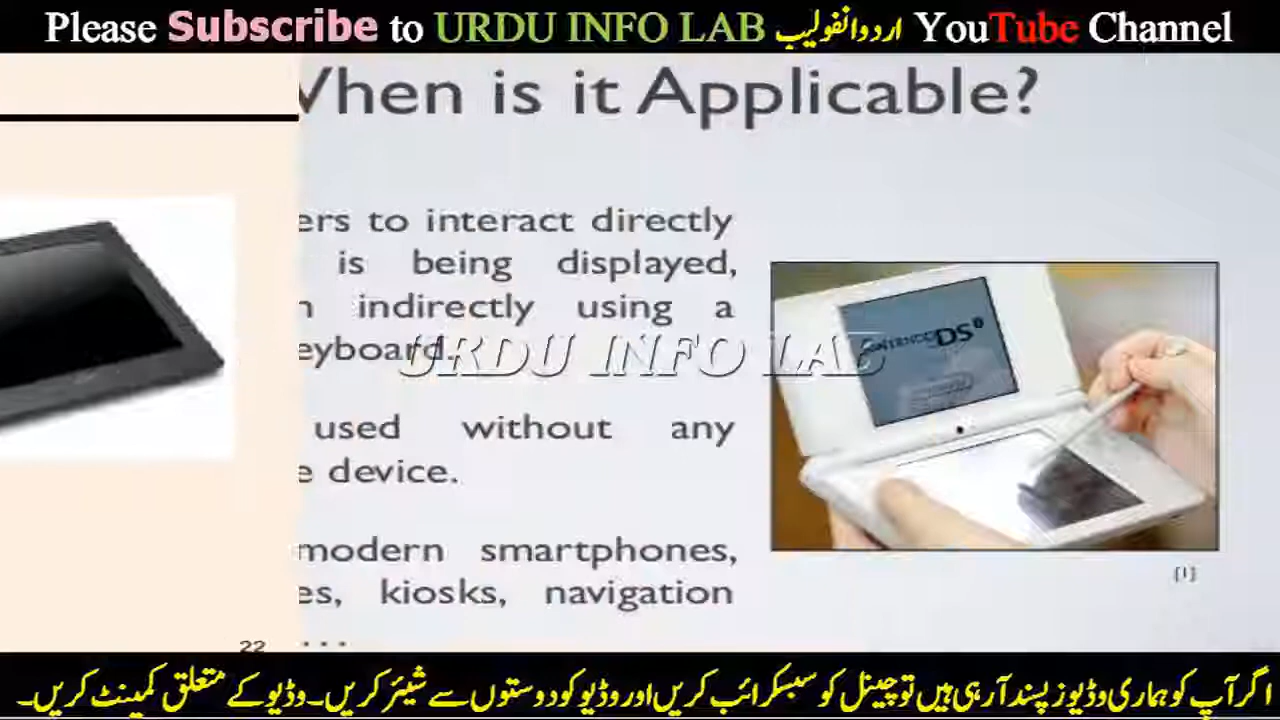 Please Subscribe to URDU INFO LAB اردوانفولیب YouTube Channel
When is it Applicable?
ers to interact directly
is being displayed,
n indirectly using a
eyboard.
URDU INFO LAB
NINTENDO DSi
used without any
e device.
modern smartphones,
[1]
es, kiosks, navigation
22 ...
اگر آپ کو ہماری وڈیوز پسند آرہی ہیں تو چینل کو سبسکرائب کریں اور وڈیو کو دوستوں سے شیئر کریں۔ وڈیو کے متعلق کمینٹ کریں۔